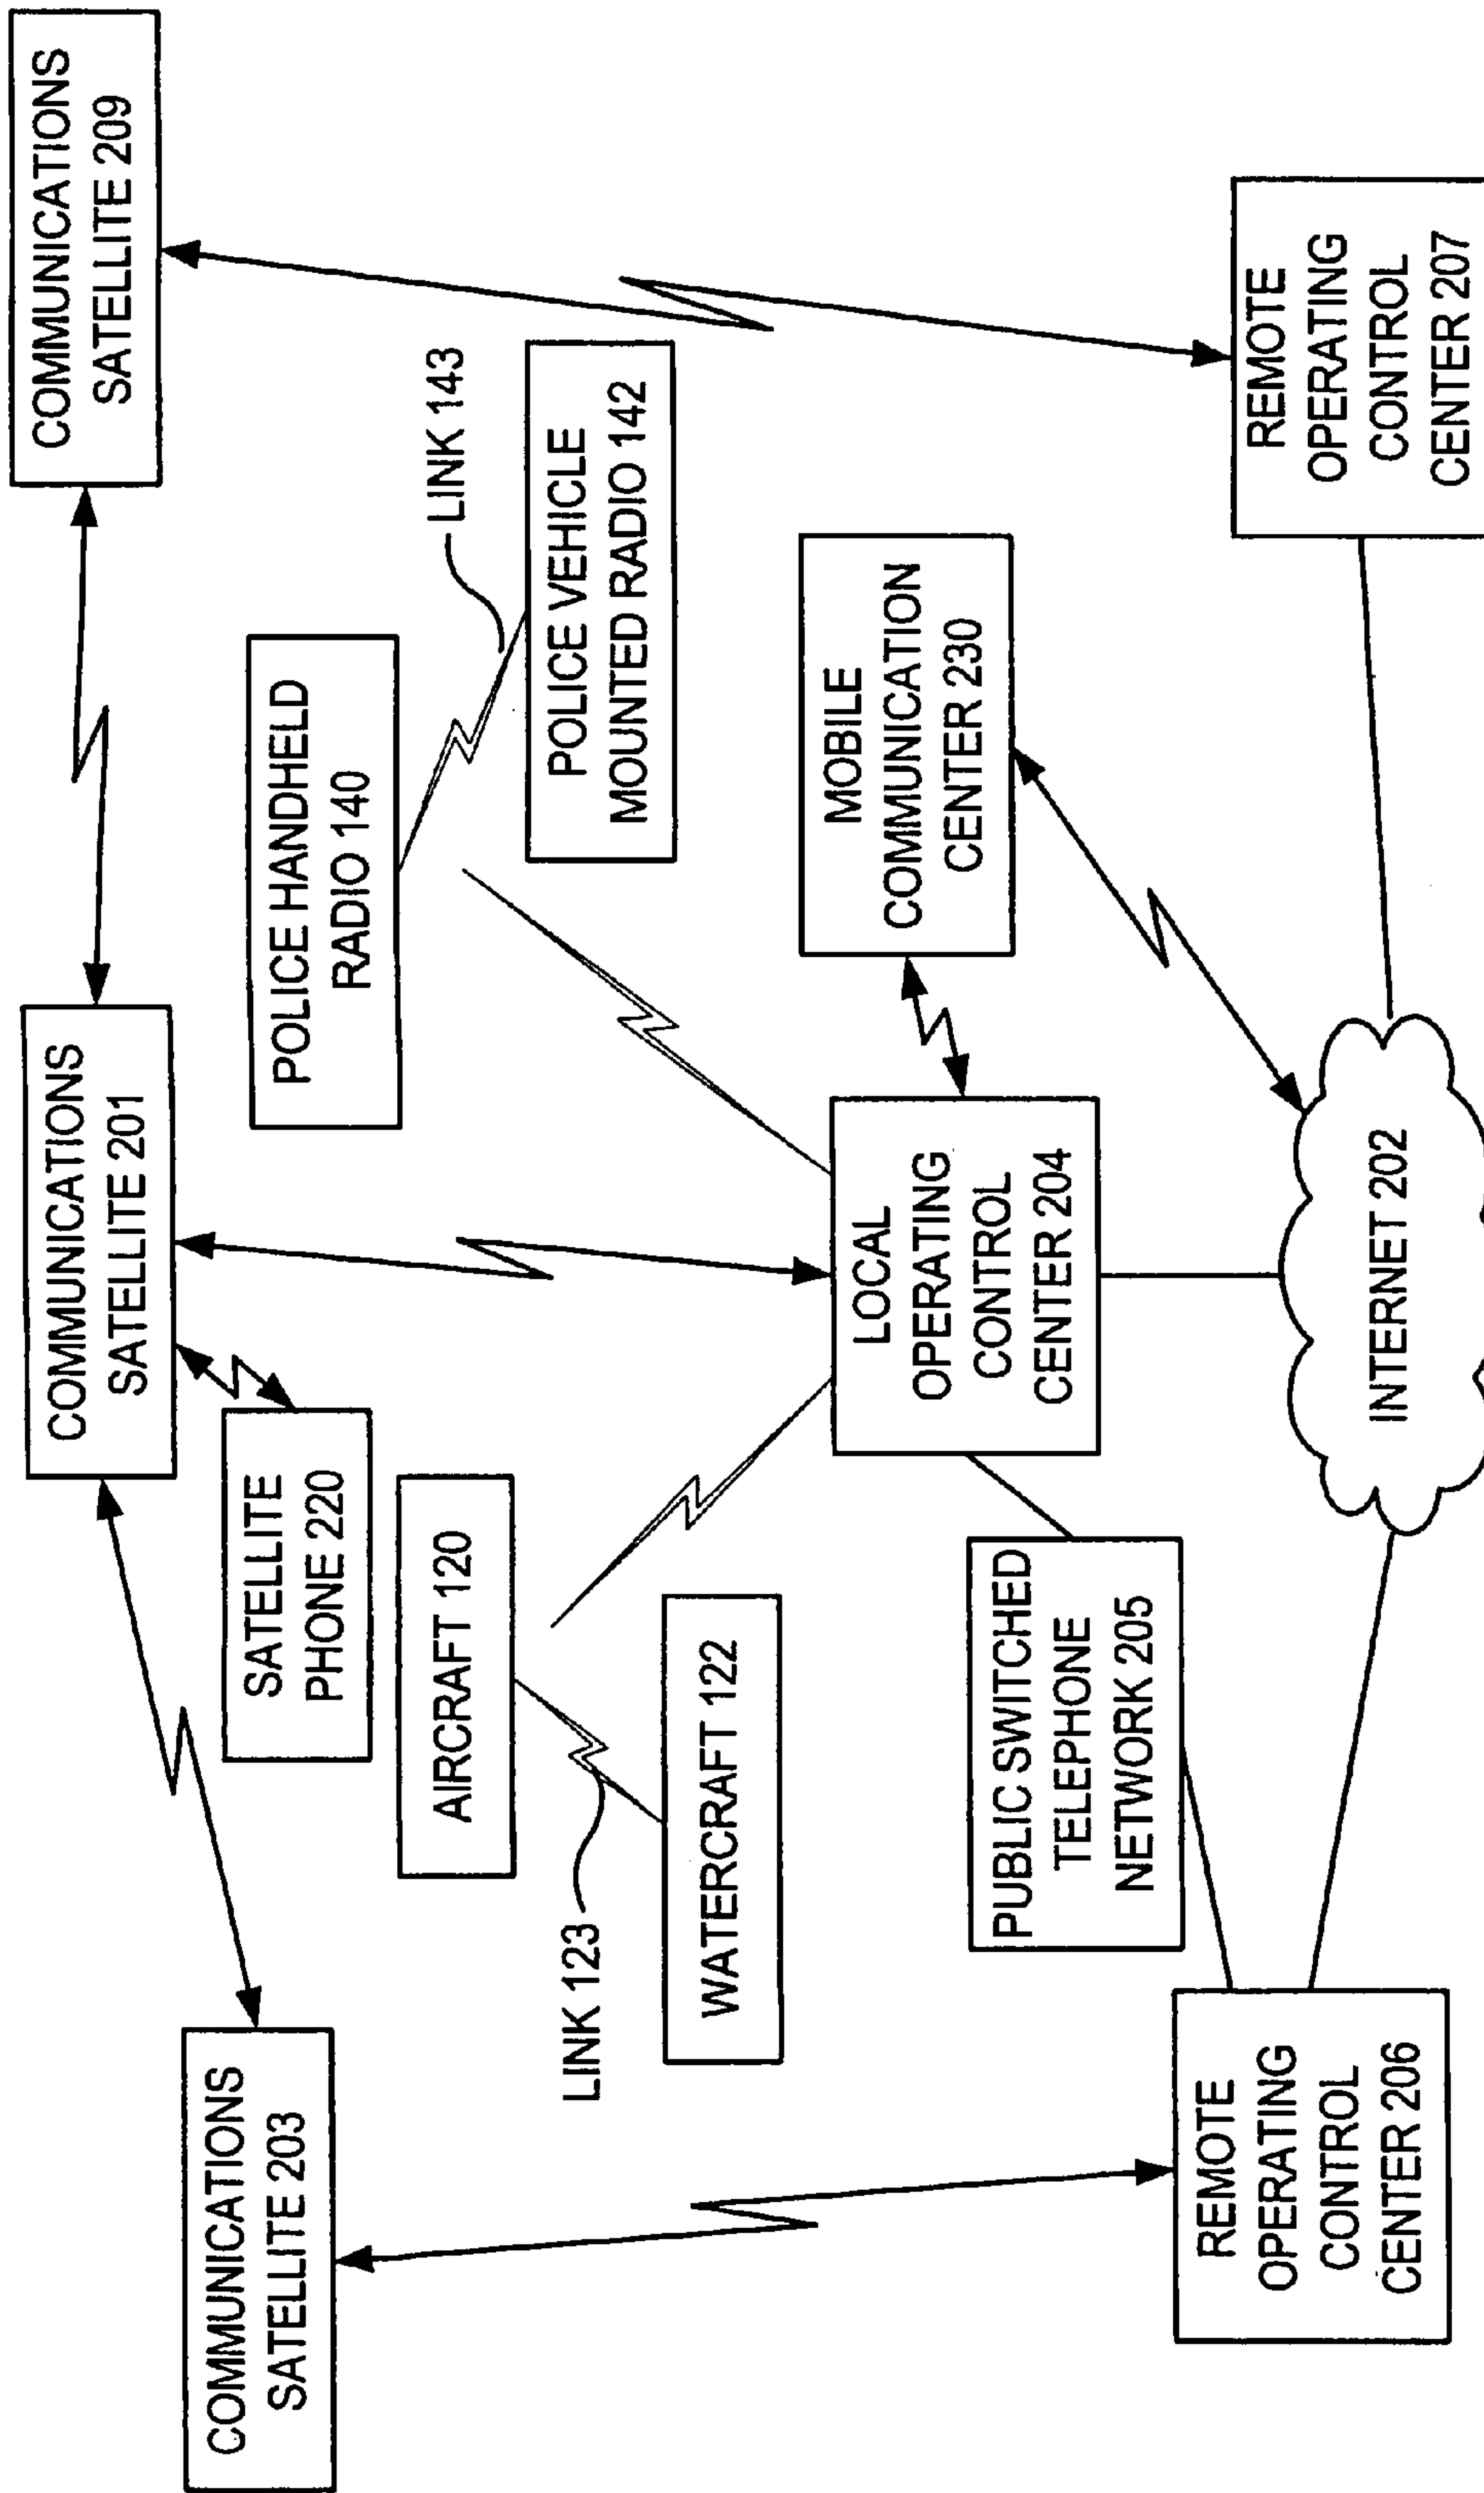 COMMUNICATIONS
SATELLITE 203
COMMUNICATIONS
SATELLITE 201
COMMUNICATIONS
SATELLITE 209
SATELLITE
PHONE 220
POLICE HANDHELD
RADIO 140
LINK 143
AIRCRAFT 120
LINK 123
POLICE VEHICLE
MOUNTED RADIO 142
WATERCRAFT 122
LOCAL
OPERATING
CONTROL
CENTER 204
MOBILE
COMMUNICATION
CENTER 230
PUBLIC SWITCHED
TELEPHONE
NETWORK 205
REMOTE
OPERATING
CONTROL
CENTER 206
INTERNET 202
REMOTE
OPERATING
CONTROL
CENTER 207